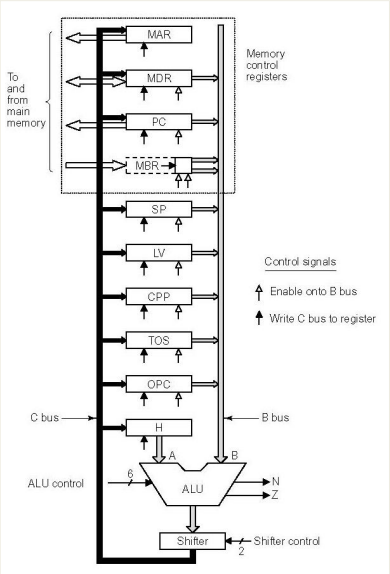 MAR
To
and
from
main
memory
Memory
control
registers
MDR
PC
MBR
SP
LV
Control signals
CPP
Enable onto B bus
Write C bus to register
TOS
OPC
C bus
B bus
H
A
B
6
ALU control
ALU
N
Z
Shifter
Shifter control
2